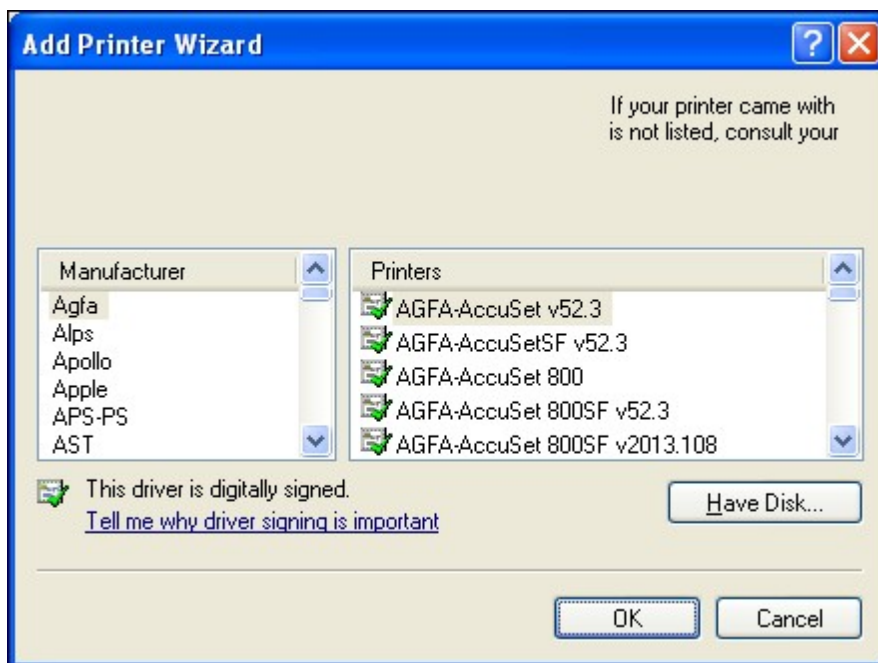 Add Printer Wizard
If your printer came with
is not listed, consult your
Manufacturer
Agfa
Alps
Apollo
Apple
APS-PS
AST
Printers
AGFA-AccuSet v52.3
AGFA-AccuSetSF v52.3
AGFA-AccuSet 800
AGFA-AccuSet 800SF v52.3
AGFA-AccuSet 800SF v2013.108
This driver is digitally signed.
Tell me why driver signing is important
Have Disk...
OK
Cancel